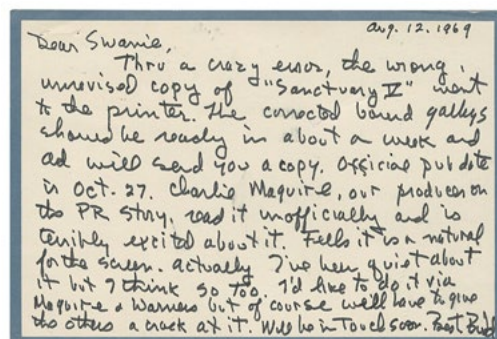 Aug. 12. 1969
Dear Swanie,
Thru a crazy error, the wrong,
unrevised copy of "Sanctuary V" went
to the printer. The corrected bound galleys
should be ready in about a week and
ad will send you a copy. Official pub date
is Oct. 27. Charlie Maguire, our producer on
the PR story, read it unofficially and is
terribly excited about it. Feels it is a natural
for the screen. Actually I've been quiet about
it but I think so too. I'd like to do it via
Maguire & Warners but of course we'll have to give
the others a crack at it. Will be in touch soon. Best, Budd